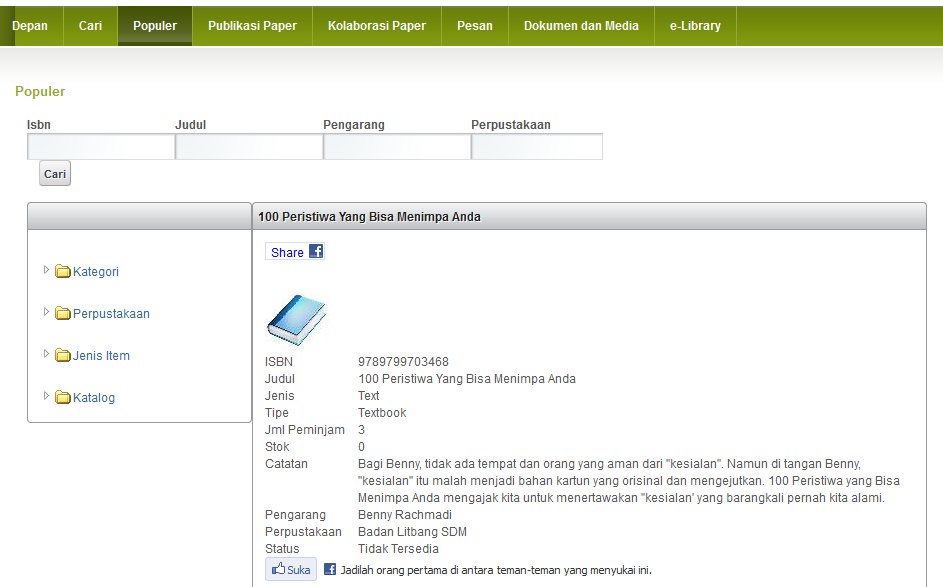 Depan Cari Populer Publikasi Paper Kolaborasi Paper Pesan Dokumen dan Media e-Library
Populer
Isbn Judul Pengarang Perpustakaan
Cari
100 Peristiwa Yang Bisa Menimpa Anda
Share
Kategori
Perpustakaan
Jenis Item
Katalog
ISBN 9789799703468
Judul 100 Peristiwa Yang Bisa Menimpa Anda
Jenis Text
Tipe Textbook
Jml Peminjam 3
Stok 0
Catatan Bagi Benny, tidak ada tempat dan orang yang aman dari "kesialan". Namun di tangan Benny,
"kesialan" itu malah menjadi bahan kartun yang orisinal dan mengejutkan. 100 Peristiwa yang Bisa
Menimpa Anda mengajak kita untuk menertawakan "kesialan' yang barangkali pernah kita alami.
Pengarang Benny Rachmadi
Perpustakaan Badan Litbang SDM
Status Tidak Tersedia
Suka Jadilah orang pertama di antara teman-teman yang menyukai ini.